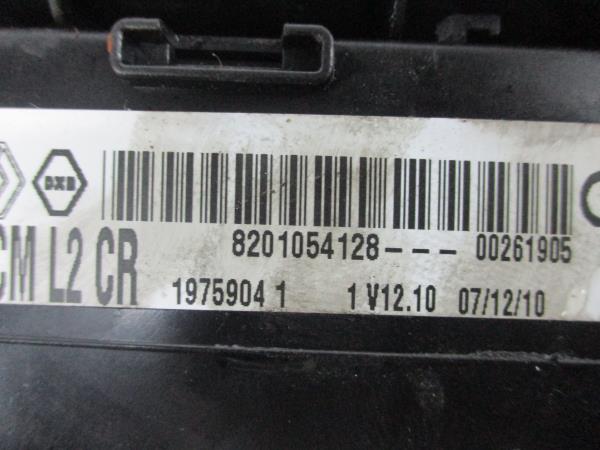 8201054128--- 00261905
CM L2 CR
1975904 1 1 V12.10 07/12/10